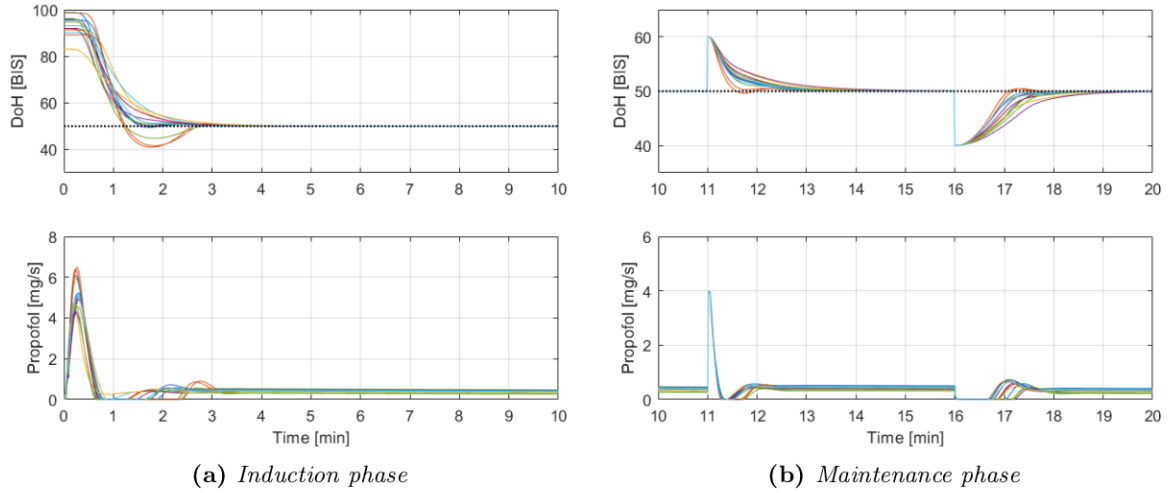 100
80
60
40
DoH [BIS]
0 1 2 3 4 5 6 7 8 9 10
8
6
4
2
0
Propofol [mg/s]
0 1 2 3 4 5 6 7 8 9 10
Time [min]
(a) Induction phase
60
50
40
DoH [BIS]
10 11 12 13 14 15 16 17 18 19 20
6
4
2
0
Propofol [mg/s]
10 11 12 13 14 15 16 17 18 19 20
Time [min]
(b) Maintenance phase